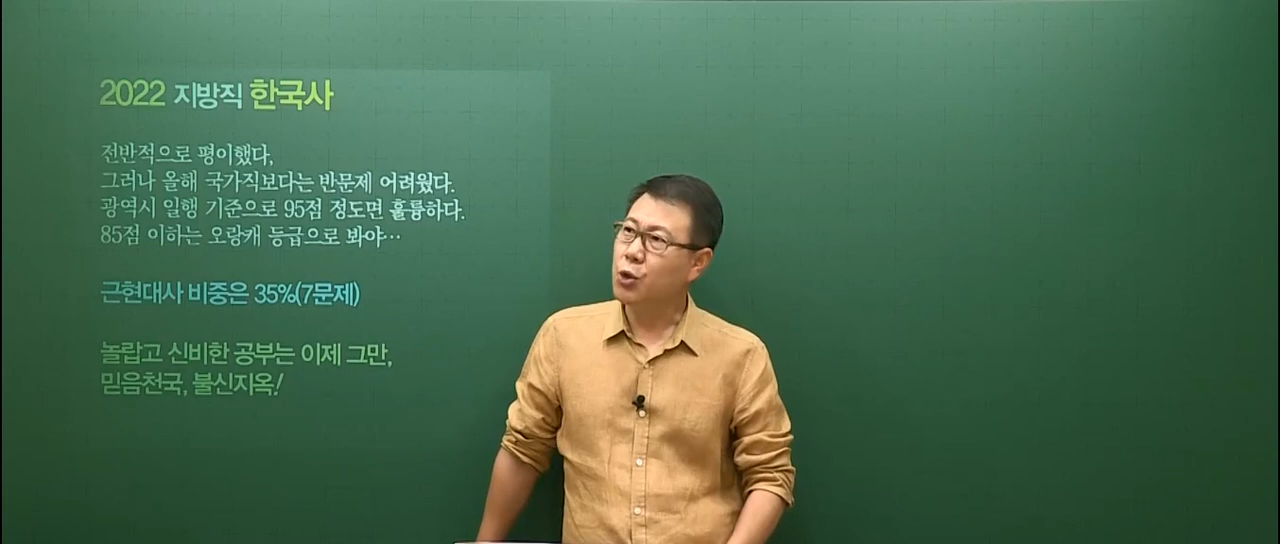 2022 지방직 한국사
전반적으로 평이했다,
그러나 올해 국가직보다는 반문제 어려웠다.
광역시 일행 기준으로 95점 정도면 훌륭하다.
85점 이하는 오랑캐 등급으로 봐야…
근현대사 비중은 35%(7문제)
놀랍고 신비한 공부는 이제 그만,
믿음천국, 불신지옥!